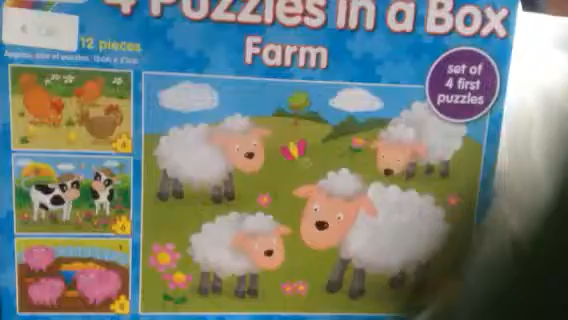 4 Puzzles in a Box
Farm
12 pieces
set of
4 first
puzzles